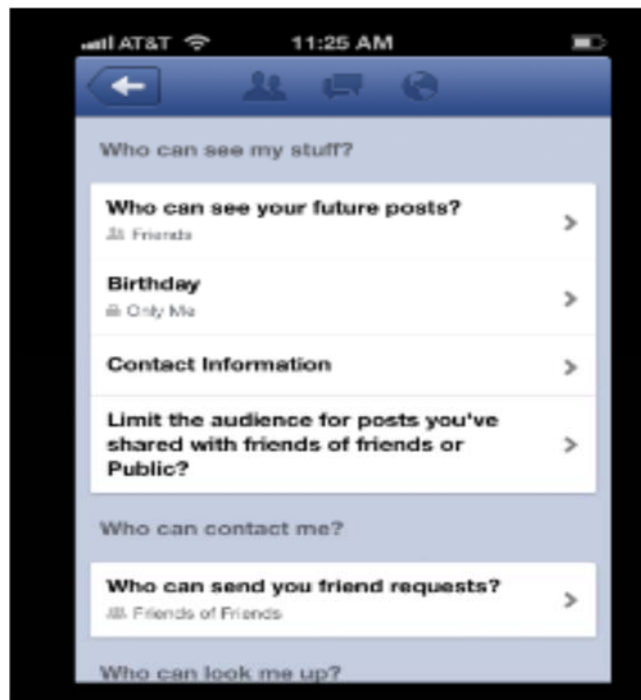 AT&T 11:25 AM
Who can see my stuff?
Who can see your future posts?
Friends
Birthday
Only Me
Contact Information
Limit the audience for posts you've
shared with friends of friends or
Public?
Who can contact me?
Who can send you friend requests?
Friends of Friends
Who can look me up?